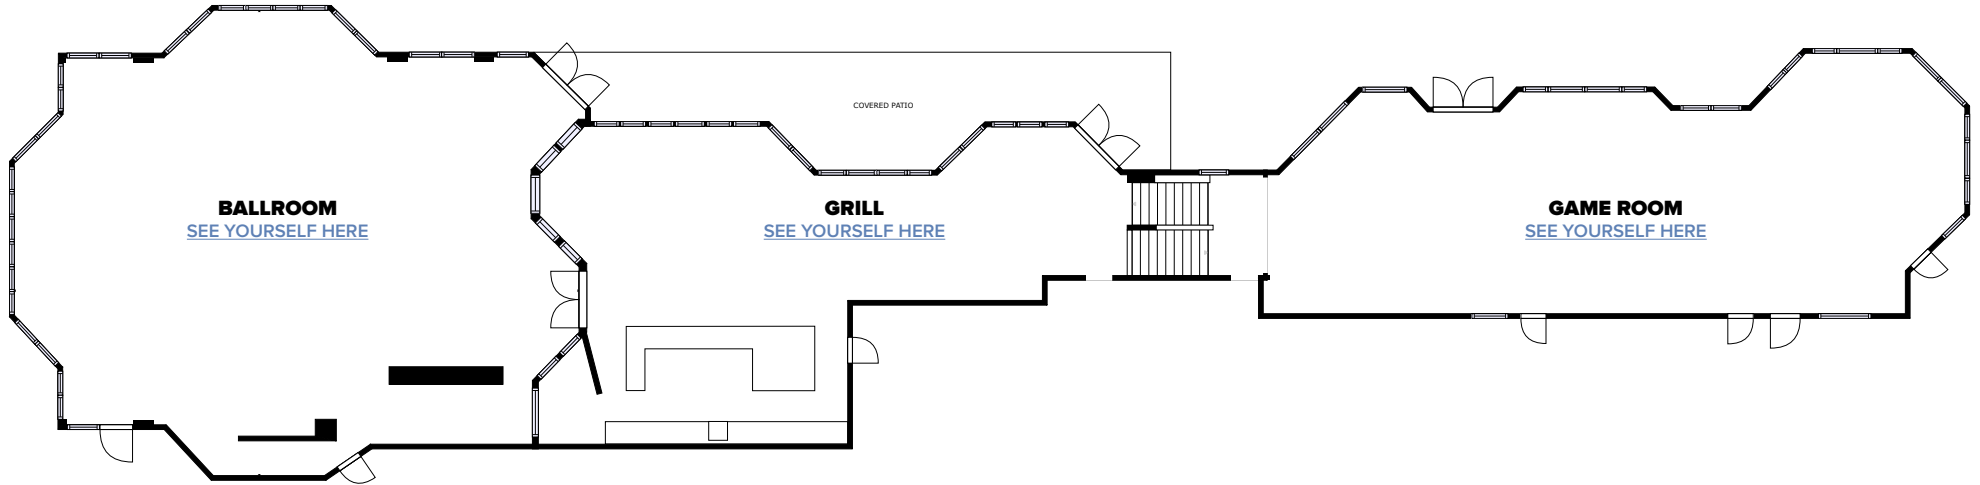 COVERED PATIO
BALLROOM
SEE YOURSELF HERE
GRILL
SEE YOURSELF HERE
GAME ROOM
SEE YOURSELF HERE